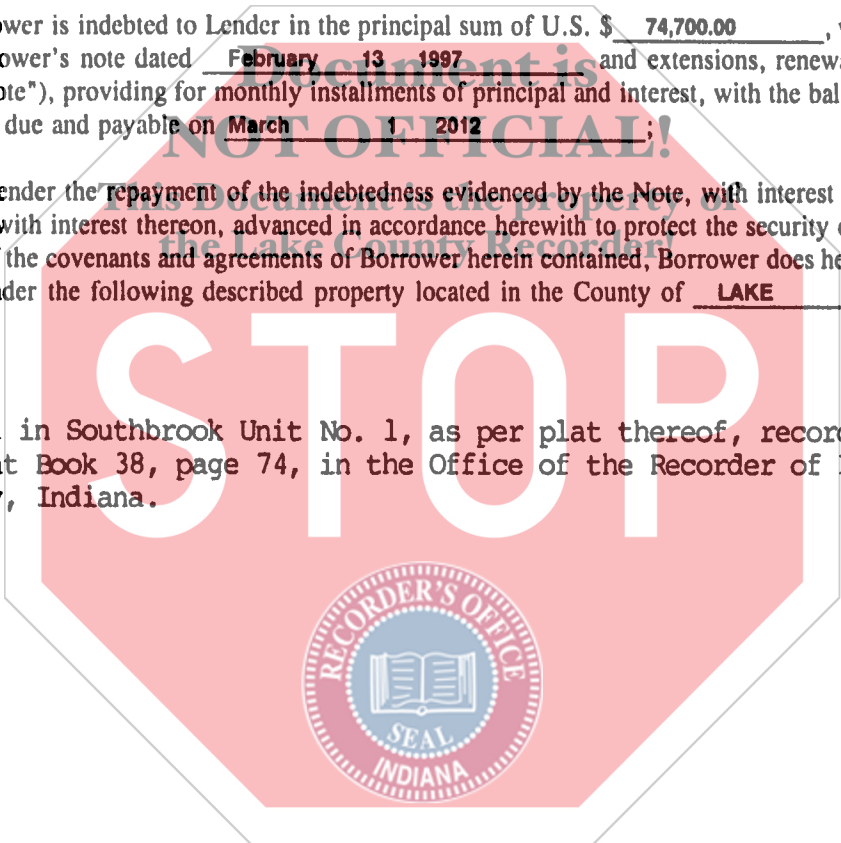 ower is indebted to Lender in the principal sum of U.S. $ 74,700.00 ,
ower's note dated February 13 1997 and extensions, renewa
ote"), providing for monthly installments of principal and interest, with the bal
due and payable on March 1 2012 ;
Document is
NOT OFFICIAL!
This Document is the property of
the Lake County Recorder!
ender the repayment of the indebtedness evidenced by the Note, with interest
with interest thereon, advanced in accordance herewith to protect the security
the covenants and agreements of Borrower herein contained, Borrower does he
der the following described property located in the County of LAKE
STOP
in Southbrook Unit No. 1, as per plat thereof, recor
t Book 38, page 74, in the Office of the Recorder of
, Indiana.
RECORDER'S OFFICE
SEAL
INDIANA